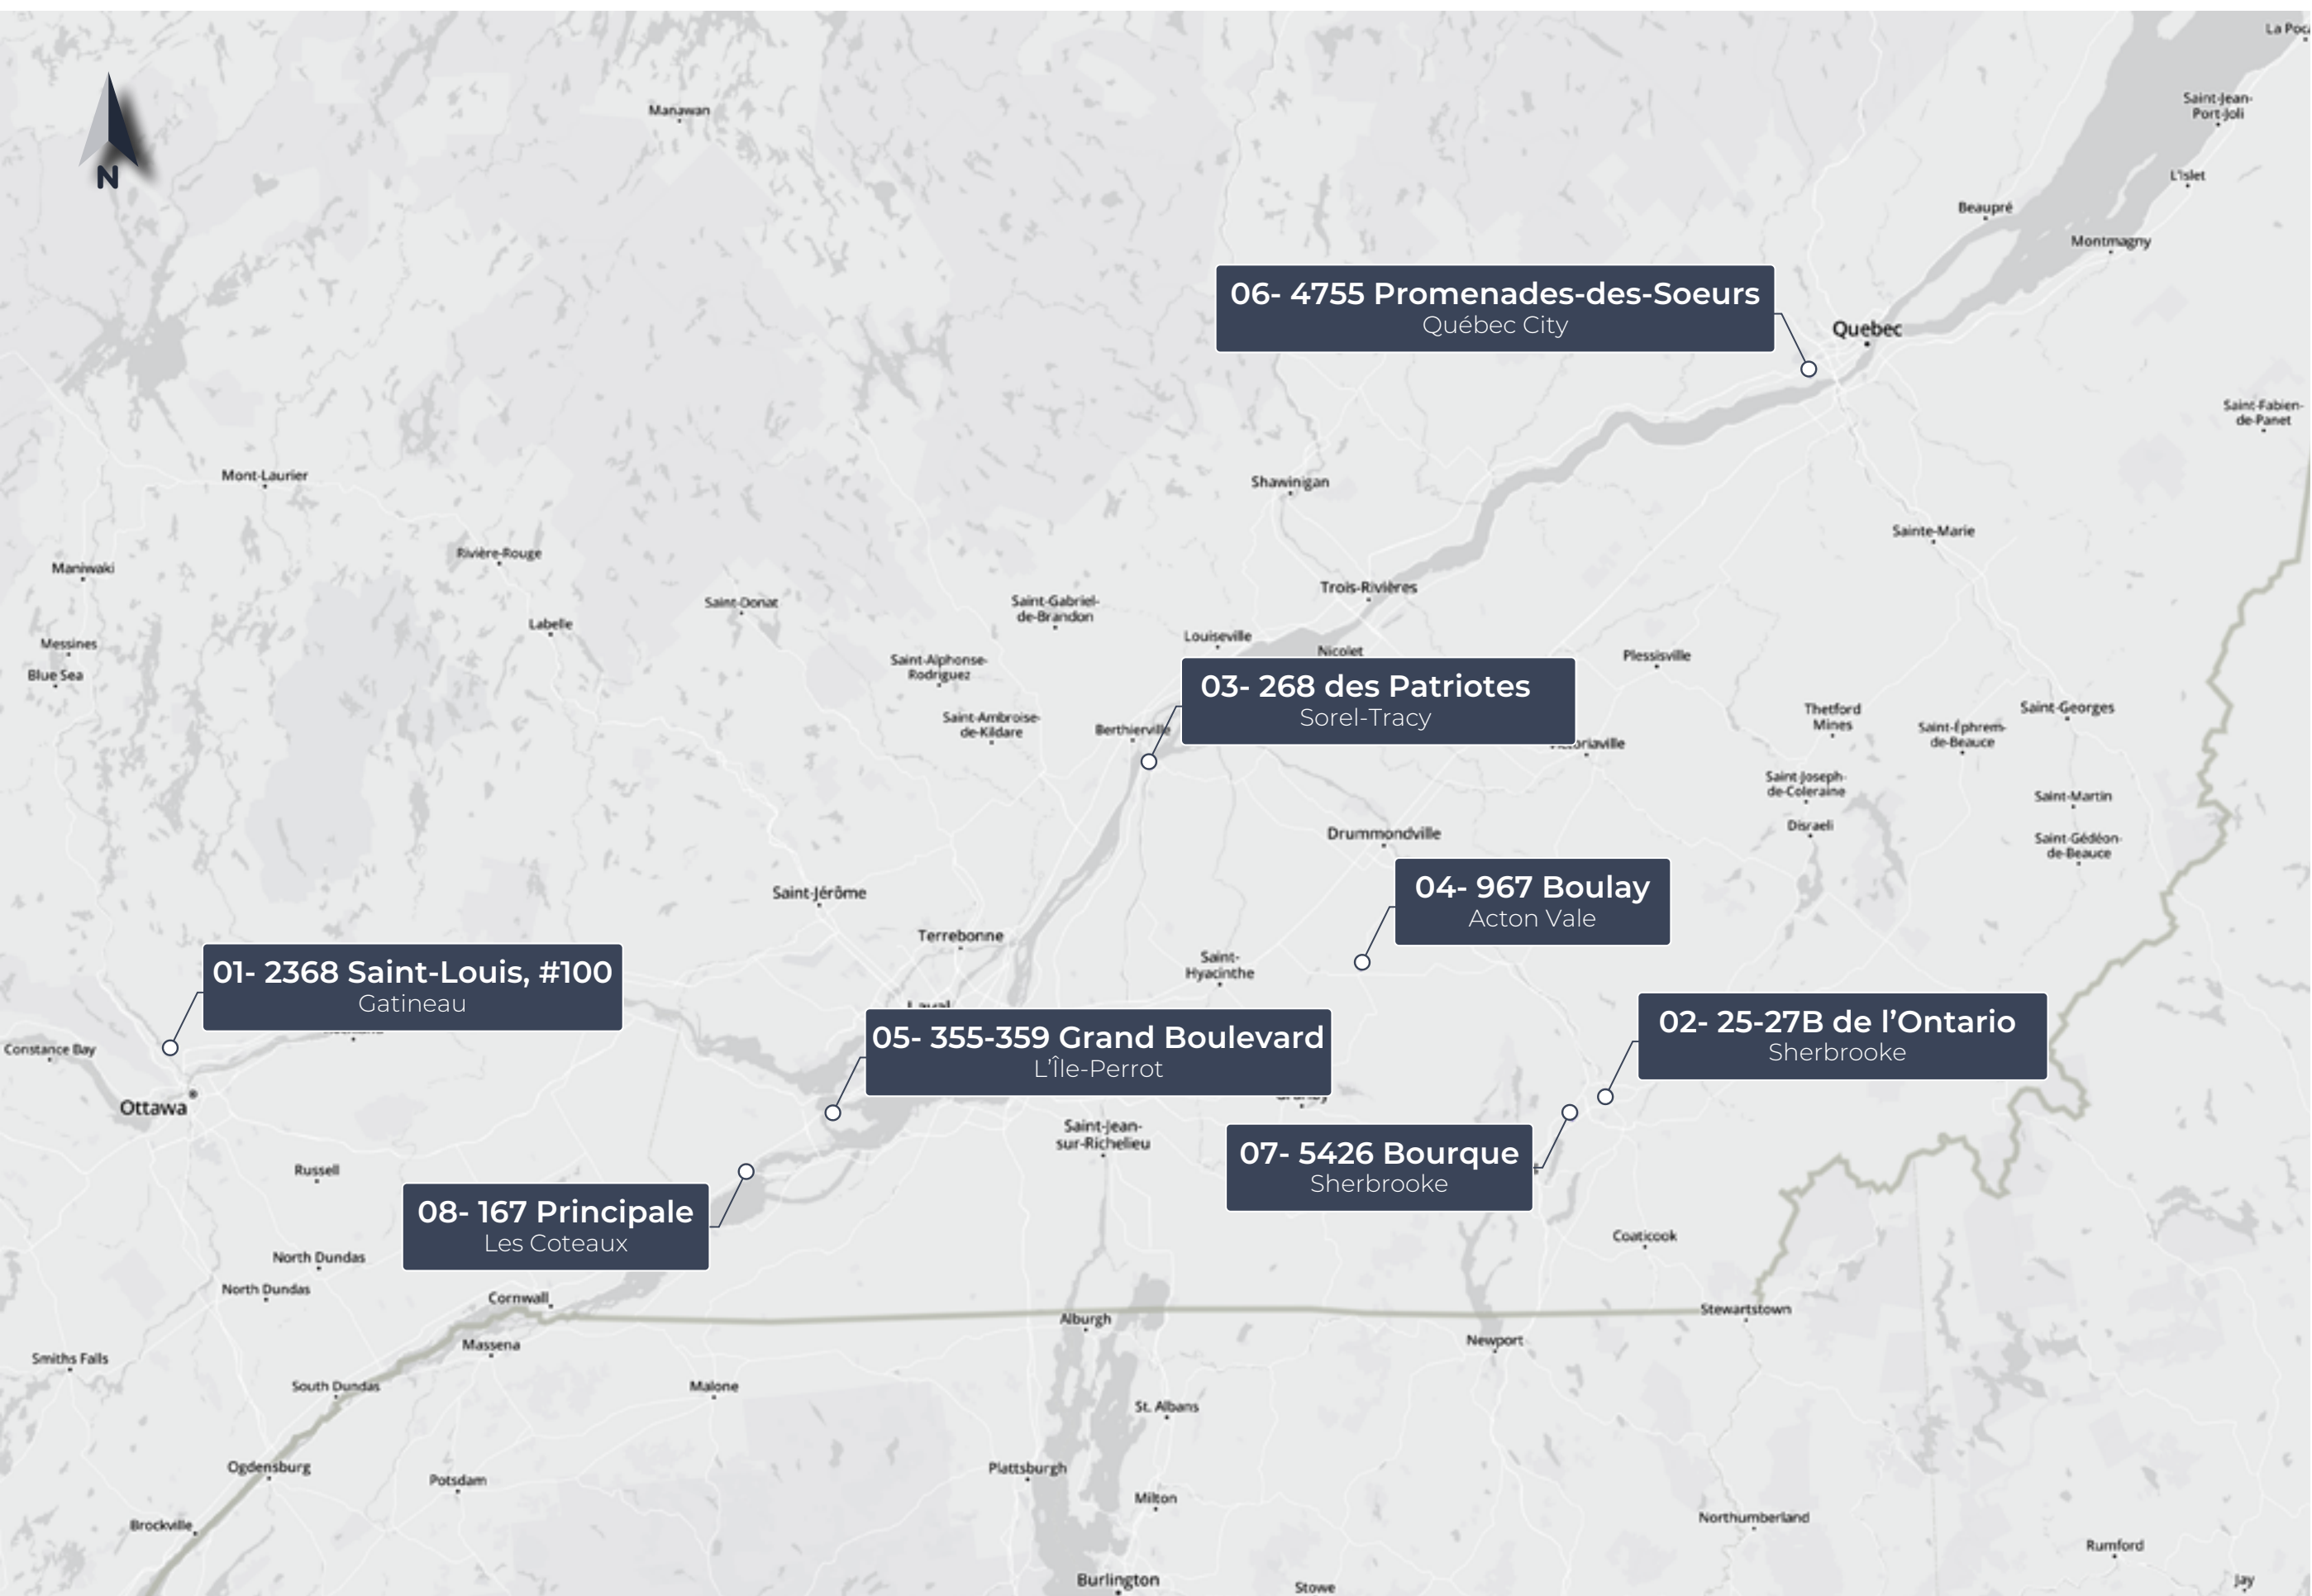 La Poc
Saint-Jean-
Port-Joli
Manawan
N
L'Islet
Beaupré
Montmagny
06- 4755 Promenades-des-Soeurs
Québec City
Quebec
Saint-Fabien-
de-Panet
Mont-Laurier
Shawinigan
Sainte-Marie
Rivière-Rouge
Maniwaki
Trois-Rivières
Saint-Donat
Saint-Gabriel-
de-Brandon
Labelle
Louiseville
Messines
Nicolet
Plessisville
Saint-Alphonse-
Rodriguez
Blue Sea
03- 268 des Patriotes
Sorel-Tracy
Saint-Georges
Thetford
Mines
Saint-Ambroise-
de-Kildare
Berthierville
Saint-Éphrem-
de-Beauce
toriaville
Saint-Joseph-
de-Coleraine
Saint-Martin
Disraeli
Drummondville
Saint-Gédéon-
de-Beauce
Saint-Jérôme
04- 967 Boulay
Acton Vale
Terrebonne
Saint-
Hyacinthe
01- 2368 Saint-Louis, #100
Gatineau
Laval
02- 25-27B de l’Ontario
Sherbrooke
05- 355-359 Grand Boulevard
L’Île-Perrot
Constance Bay
Ottawa
Saint-Jean-
sur-Richelieu
07- 5426 Bourque
Sherbrooke
Russell
08- 167 Principale
Les Coteaux
Coaticook
North Dundas
North Dundas
Cornwall
Stewartstown
Alburgh
Newport
Massena
Smiths Falls
South Dundas
Malone
St. Albans
Ogdensburg
Plattsburgh
Potsdam
Milton
Northumberland
Brockville
Rumford
Burlington
Stowe
Jay